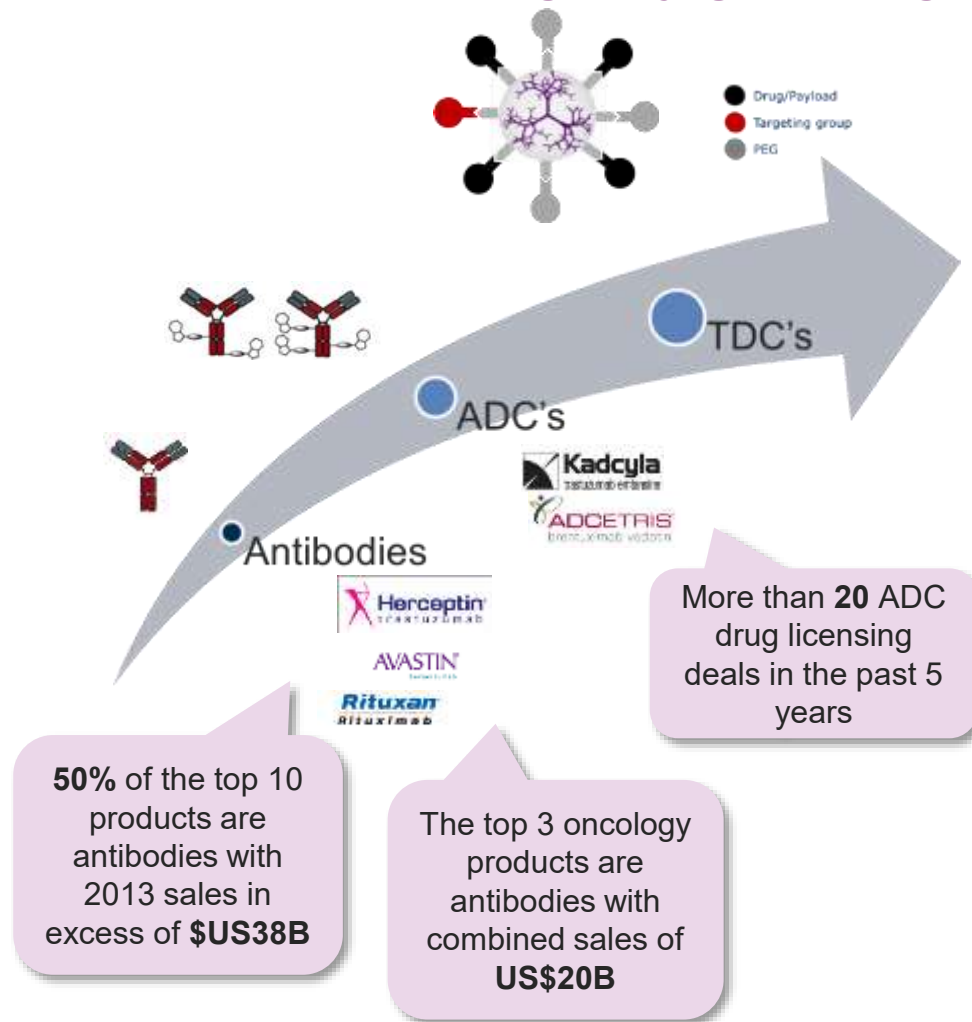 Drug/Payload
Targeting group
PEG
TDC's
ADC's
Kadcyla
trastuzumab emtansine
ADCETRIS
brentuximab vedotin
Antibodies
Herceptin
trastuzumab
AVASTIN
Rituxan
Rituximab
More than 20 ADC
drug licensing
deals in the past 5
years
50% of the top 10
products are
antibodies with
2013 sales in
excess of $US38B
The top 3 oncology
products are
antibodies with
combined sales of
US$20B